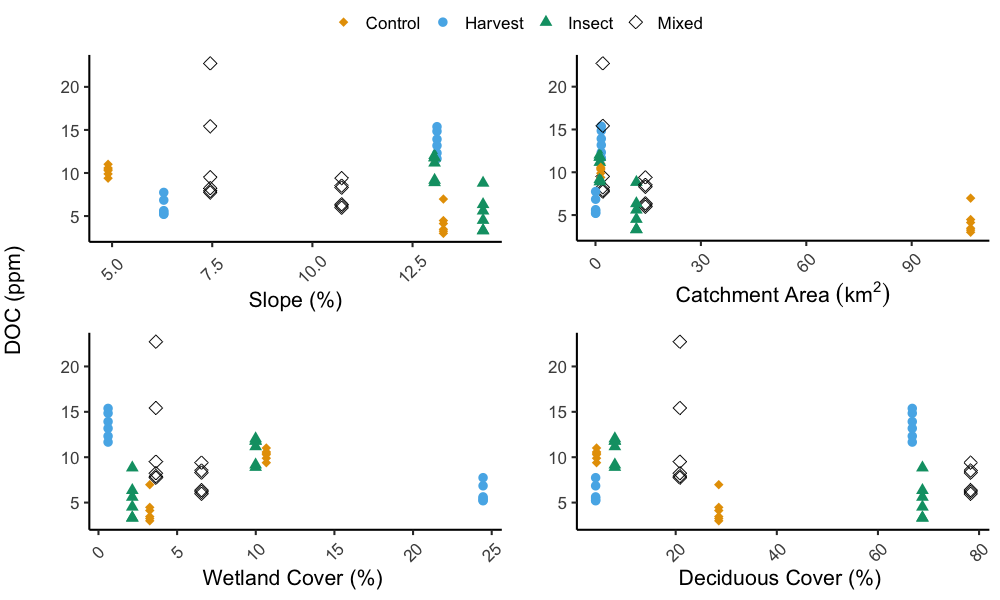 Control Harvest Insect Mixed
DOC (ppm)
20
15
10
5
5.0 7.5 10.0 12.5
Slope (%)
20
15
10
5
0 30 60 90
Catchment Area (km²)
20
15
10
5
0 5 10 15 20 25
Wetland Cover (%)
20
15
10
5
20 40 60 80
Deciduous Cover (%)